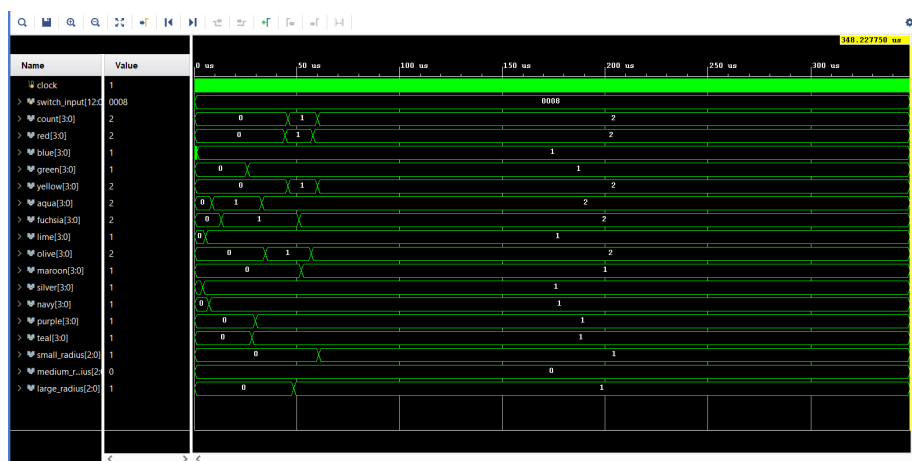 348.227750 us
Name Value 0 us 50 us 100 us 150 us 200 us 250 us 300 us
clock 1
switch_input[12:0 0008 0008
count[3:0] 2 0 1 2
red[3:0] 2 0 1 2
blue[3:0] 1 1
green[3:0] 1 0 1
yellow[3:0] 2 0 1 2
aqua[3:0] 2 0 1 2
fuchsia[3:0] 2 0 1 2
lime[3:0] 1 0 1
olive[3:0] 2 0 1 2
maroon[3:0] 1 0 1
silver[3:0] 1 1
navy[3:0] 1 0 1
purple[3:0] 1 0 1
teal[3:0] 1 0 1
small_radius[2:0] 1 0 1
medium_r...ius[2:0 0 0
large_radius[2:0] 1 0 1